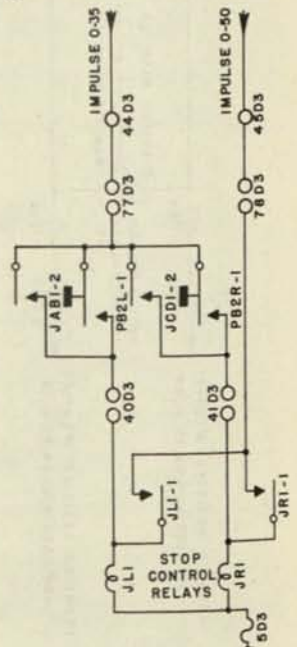 IMPULSE 0-35
IMPULSE 0-50
44D3
45D3
77D3
78D3
JAB1-2
PB2L-1
JCD1-2
PB2R-1
40D3
41D3
JL1-1
JR1-1
JL1
STOP
CONTROL
RELAYS
JR1
5D3